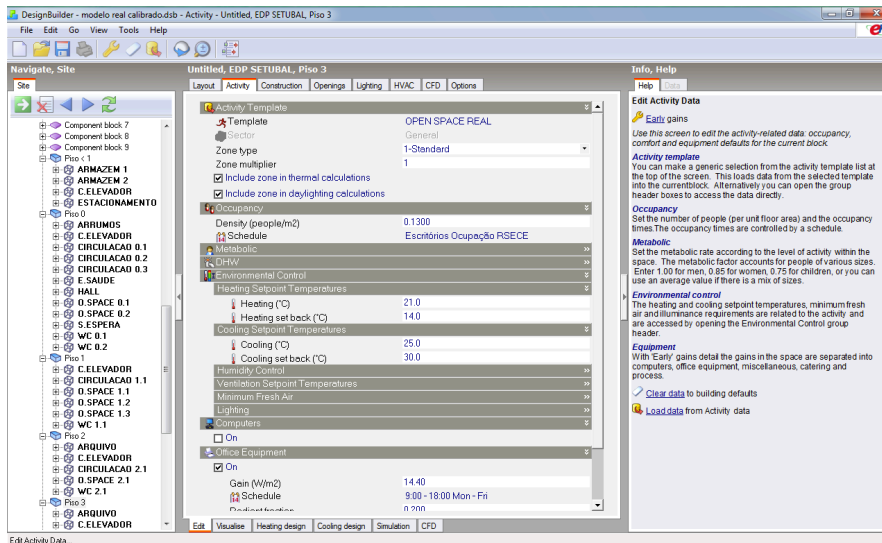 DesignBuilder - modelo real calibrado.dsb - Activity - Untitled, EDP SETUBAL, Piso 3
File Edit Go View Tools Help
Navigate, Site
Site
Component block 7
Component block 8
Component block 9
Piso < 1
ARMAZEM 1
ARMAZEM 2
C.ELEVADOR
ESTACIONAMENTO
Piso 0
ARRUMOS
C.ELEVADOR
CIRCULACAO 0.1
CIRCULACAO 0.2
CIRCULACAO 0.3
E.SAUDE
HALL
O.SPACE 0.1
O.SPACE 0.2
S.ESPERA
WC 0.1
WC 0.2
Piso 1
C.ELEVADOR
CIRCULACAO 1.1
O.SPACE 1.1
O.SPACE 1.2
O.SPACE 1.3
WC 1.1
Piso 2
ARQUIVO
C.ELEVADOR
CIRCULACAO 2.1
O.SPACE 2.1
WC 2.1
Piso 3
ARQUIVO
C.ELEVADOR
Untitled, EDP SETUBAL, Piso 3
Layout Activity Construction Openings Lighting HVAC CFD Options
Activity Template
Template OPEN SPACE REAL
Sector General
Zone type 1-Standard
Zone multiplier 1
Include zone in thermal calculations
Include zone in daylighting calculations
Occupancy
Density (people/m2) 0.1300
Schedule Escritórios Ocupação RSECE
Metabolic
DHW
Environmental Control
Heating Setpoint Temperatures
Heating (°C) 21.0
Heating set back (°C) 14.0
Cooling Setpoint Temperatures
Cooling (°C) 25.0
Cooling set back (°C) 30.0
Humidity Control
Ventilation Setpoint Temperatures
Minimum Fresh Air
Lighting
Computers
On
Office Equipment
On
Gain (W/m2) 14.40
Schedule 9:00 - 18:00 Mon - Fri
Radiant fraction 0.200
Edit Visualise Heating design Cooling design Simulation CFD
Info, Help
Help Data
Edit Activity Data
Early gains
Use this screen to edit the activity-related data: occupancy,
comfort and equipment defaults for the current block.
Activity template
You can make a generic selection from the activity template list at
the top of the screen. This loads data from the selected template
into the currentblock. Alternatively you can open the group
header boxes to access the data directly.
Occupancy
Set the number of people (per unit floor area) and the occupancy
times.The occupancy times are controlled by a schedule.
Metabolic
Set the metabolic rate according to the level of activity within the
space. The metabolic factor accounts for people of various sizes.
Enter 1.00 for men, 0.85 for women, 0.75 for children, or you can
use an average value if there is a mix of sizes.
Environmental control
The heating and cooling setpoint temperatures, minimum fresh
air and illuminance requirements are related to the activity and
are accessed by opening the Environmental Control group
header.
Equipment
With 'Early' gains detail the gains in the space are separated into
computers, office equipment, miscellaneous, catering and
process.
Clear data to building defaults
Load data from Activity data
Edit Activity Data...